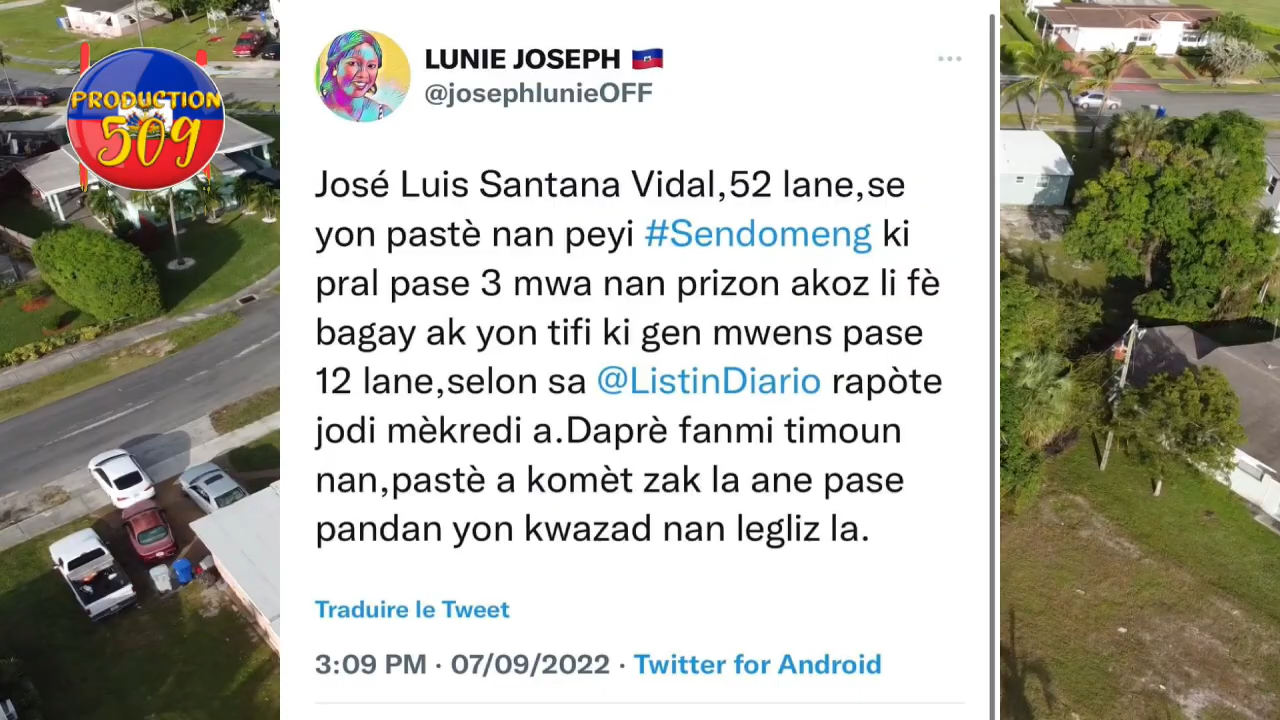 PRODUCTION
509
LUNIE JOSEPH 🇭🇹
@josephlunieOFF
José Luis Santana Vidal,52 lane,se
yon pastè nan peyi #Sendomeng ki
pral pase 3 mwa nan prizon akoz li fè
bagay ak yon tifi ki gen mwens pase
12 lane,selon sa @ListinDiario rapòte
jodi mèkredi a.Daprè fanmi timoun
nan,pastè a komèt zak la ane pase
pandan yon kwazad nan legliz la.
Traduire le Tweet
3:09 PM · 07/09/2022 · Twitter for Android